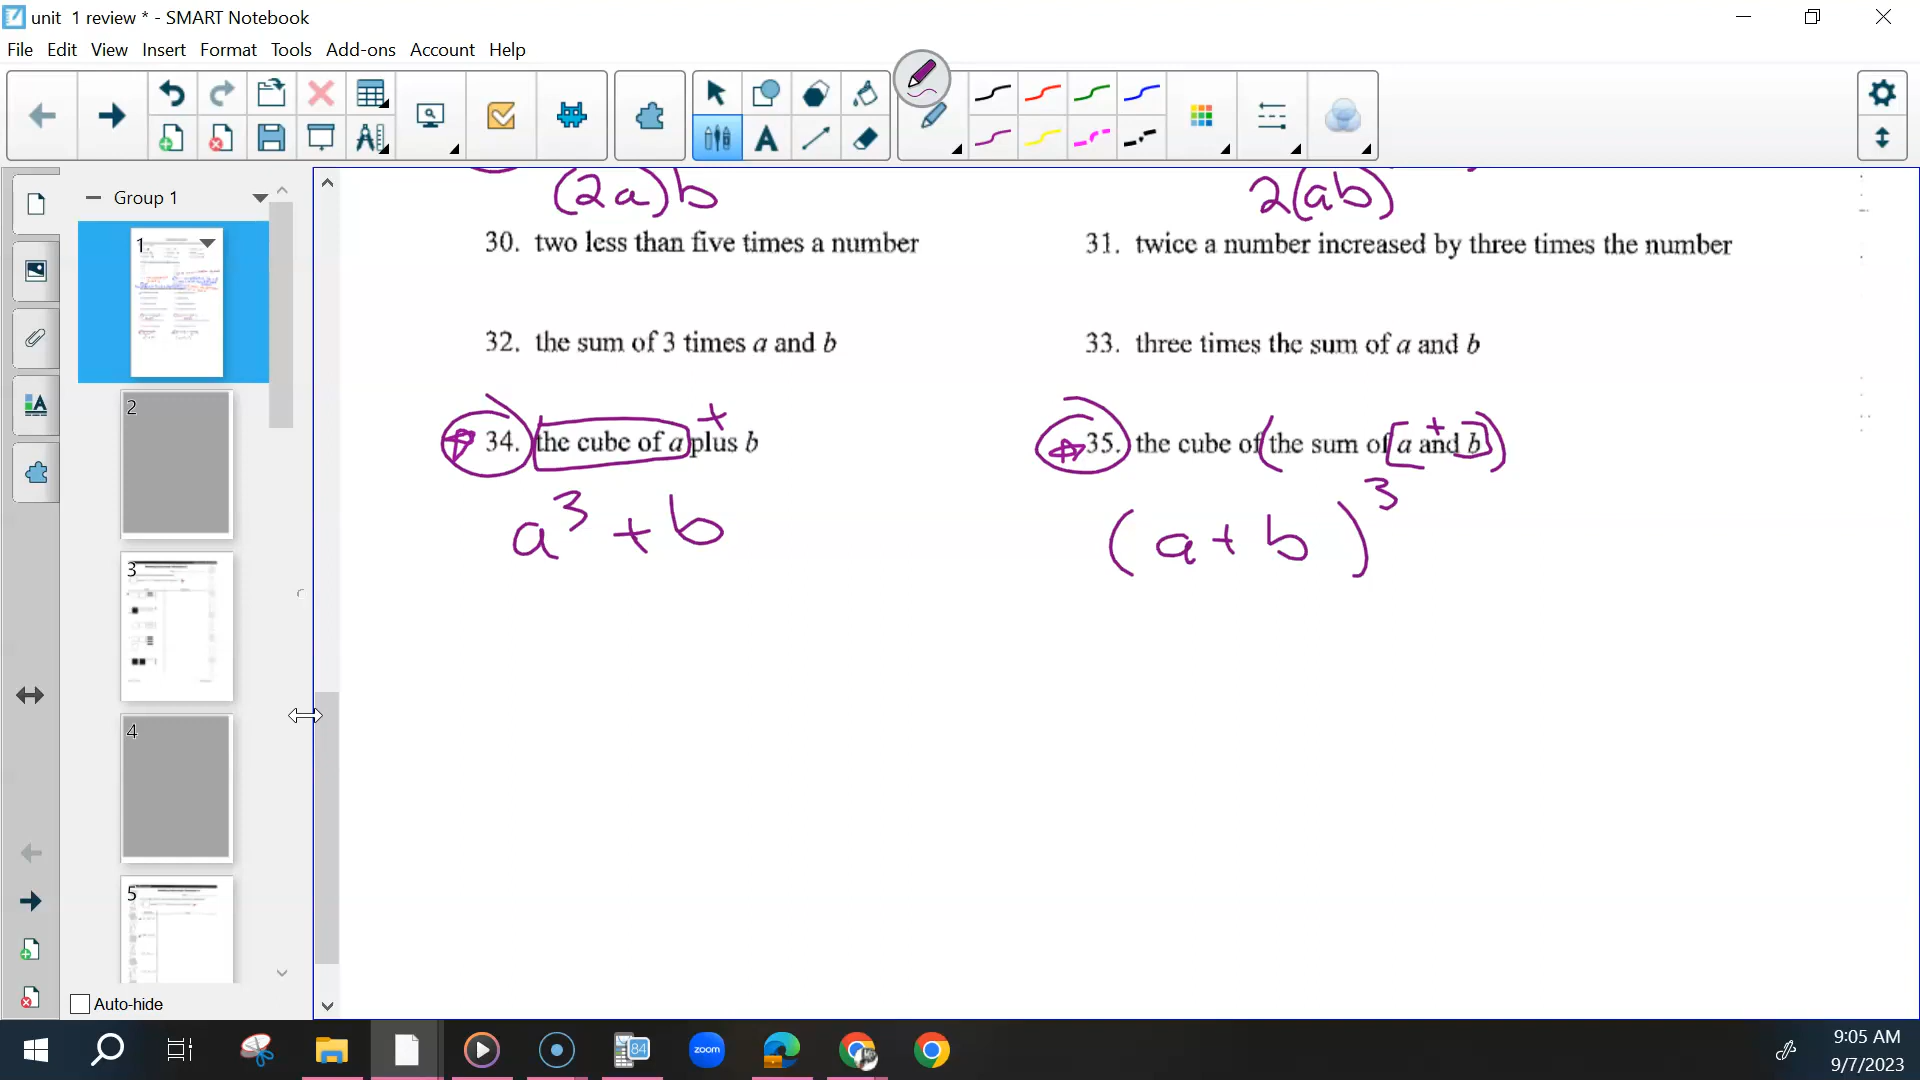 unit 1 review * - SMART Notebook
File Edit View Insert Format Tools Add-ons Account Help
Group 1
1
2
3
4
5
Auto-hide
(2a)b
2(ab)
30. two less than five times a number
31. twice a number increased by three times the number
32. the sum of 3 times a and b
33. three times the sum of a and b
+
34. the cube of a plus b
+
35. the cube of (the sum of [a and b])
a³ + b
(a + b)³
84
zoom
9:05 AM
9/7/2023